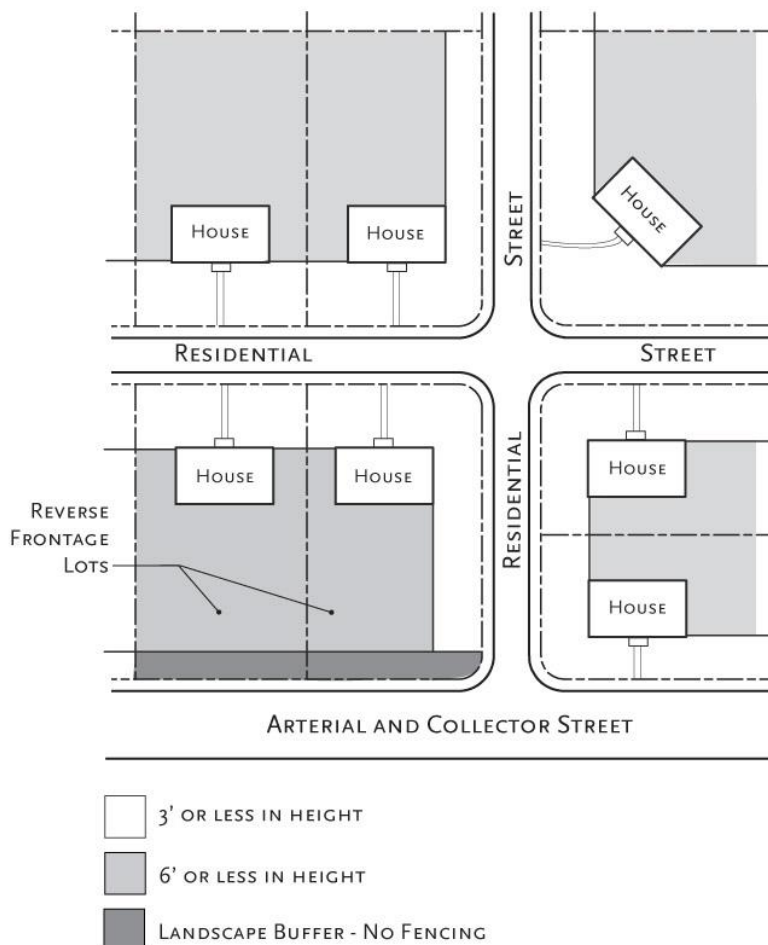 House
House
House
Street
Residential
Street
House
House
House
Reverse
Frontage
Lots
Residential
House
Arterial and Collector Street
3' or less in height
6' or less in height
Landscape Buffer - No Fencing